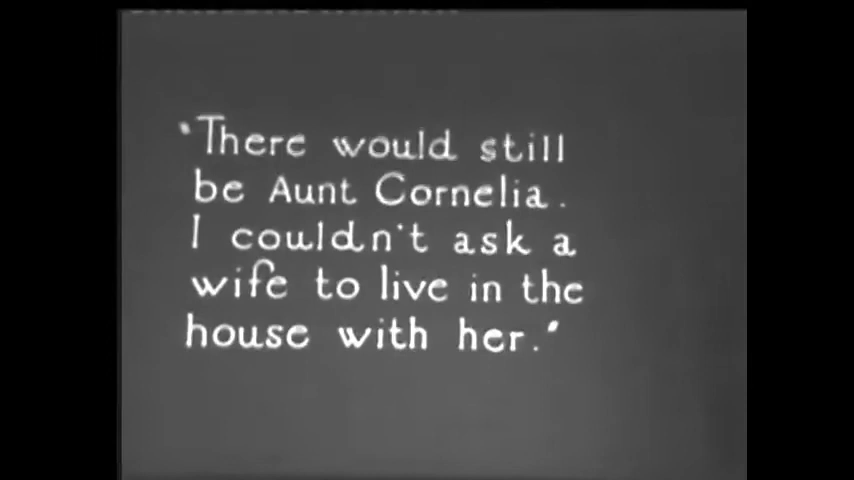 "There would still
be Aunt Cornelia.
I couldn't ask a
wife to live in the
house with her."